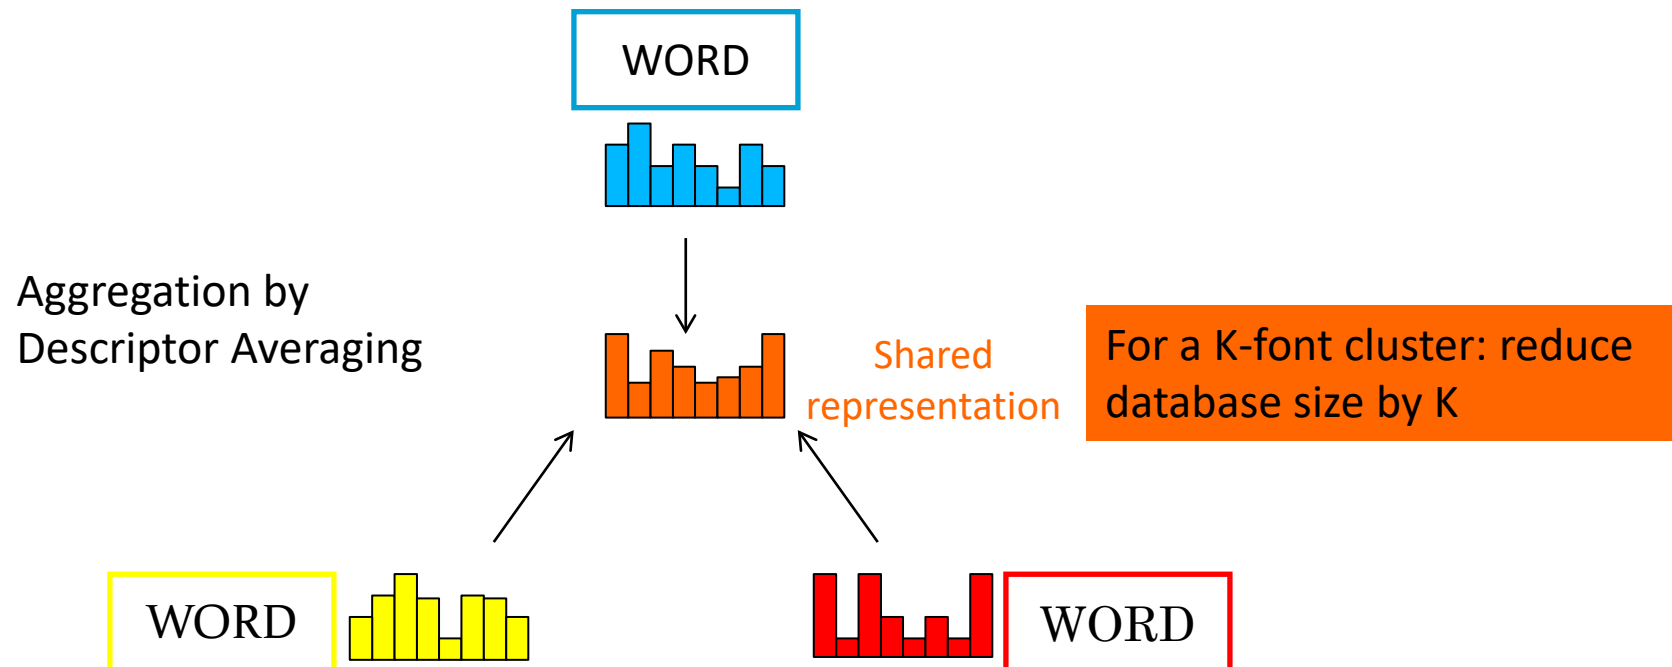 WORD
Aggregation by
Descriptor Averaging
Shared
representation
For a K-font cluster: reduce
database size by K
WORD
WORD